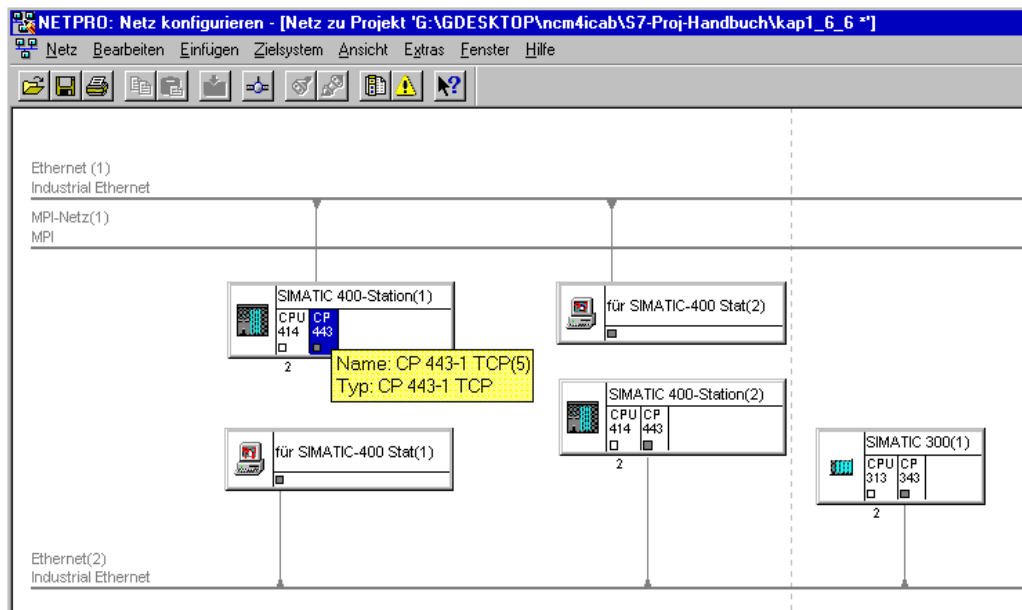 NETPRO: Netz konfigurieren - [Netz zu Projekt 'G:\GDESKTOP\ncm4icab\S7-Proj-Handbuch\kap1_6_6 *']
Netz Bearbeiten Einfügen Zielsystem Ansicht Extras Fenster Hilfe
Ethernet (1)
Industrial Ethernet
MPI-Netz(1)
MPI
SIMATIC 400-Station(1)
CPU CP
414 443
2
Name: CP 443-1 TCP(5)
Typ: CP 443-1 TCP
für SIMATIC-400 Stat(2)
SIMATIC 400-Station(2)
CPU CP
414 443
2
für SIMATIC-400 Stat(1)
SIMATIC 300(1)
CPU CP
313 343
2
Ethernet(2)
Industrial Ethernet